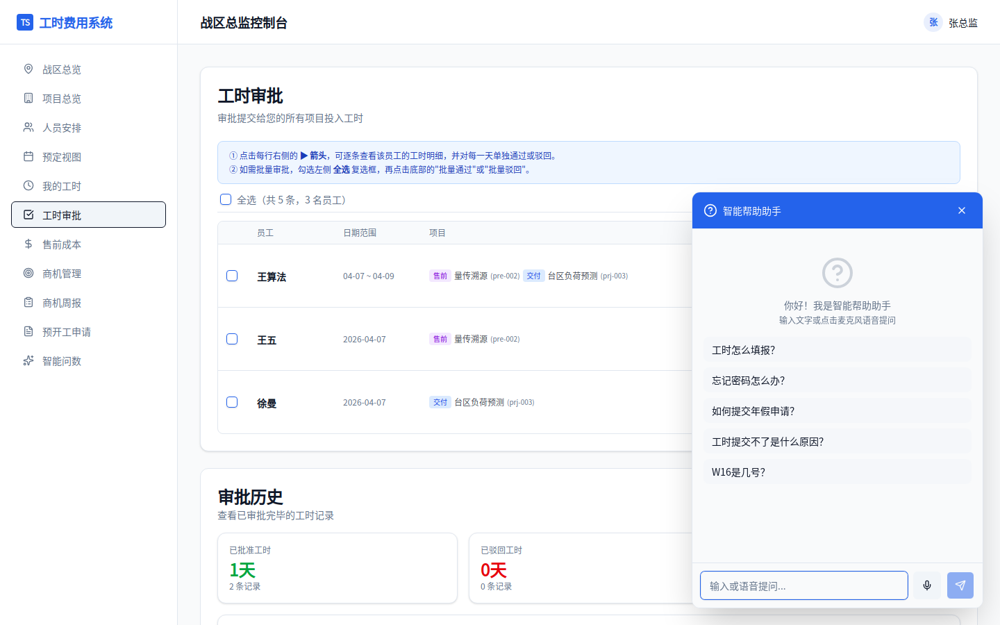 TS 工时费用系统
战区总监控制台
张 张总监
战区总览
项目总览
人员安排
预定视图
我的工时
工时审批
售前成本
商机管理
商机周报
预开工申请
智能问数
工时审批
审批提交给您的所有项目投入工时
① 点击每行右侧的 ▶ 箭头，可逐条查看该员工的工时明细，并对每一天单独通过或驳回。
② 如需批量审批，勾选左侧 全选 复选框，再点击底部的"批量通过"或"批量驳回"。
全选（共 5 条，3 名员工）
员工 日期范围 项目
王算法 04-07 ~ 04-09 售前 量传溯源 (pre-002) 交付 台区负荷预测 (prj-003)
王五 2026-04-07 售前 量传溯源 (pre-002)
徐曼 2026-04-07 交付 台区负荷预测 (prj-003)
审批历史
查看已审批完毕的工时记录
已批准工时
1天
2 条记录
已驳回工时
0天
0 条记录
智能帮助助手
你好！我是智能帮助助手
输入文字或点击麦克风语音提问
工时怎么填报？
忘记密码怎么办？
如何提交年假申请？
工时提交不了是什么原因？
W16是几号？
输入或语音提问...